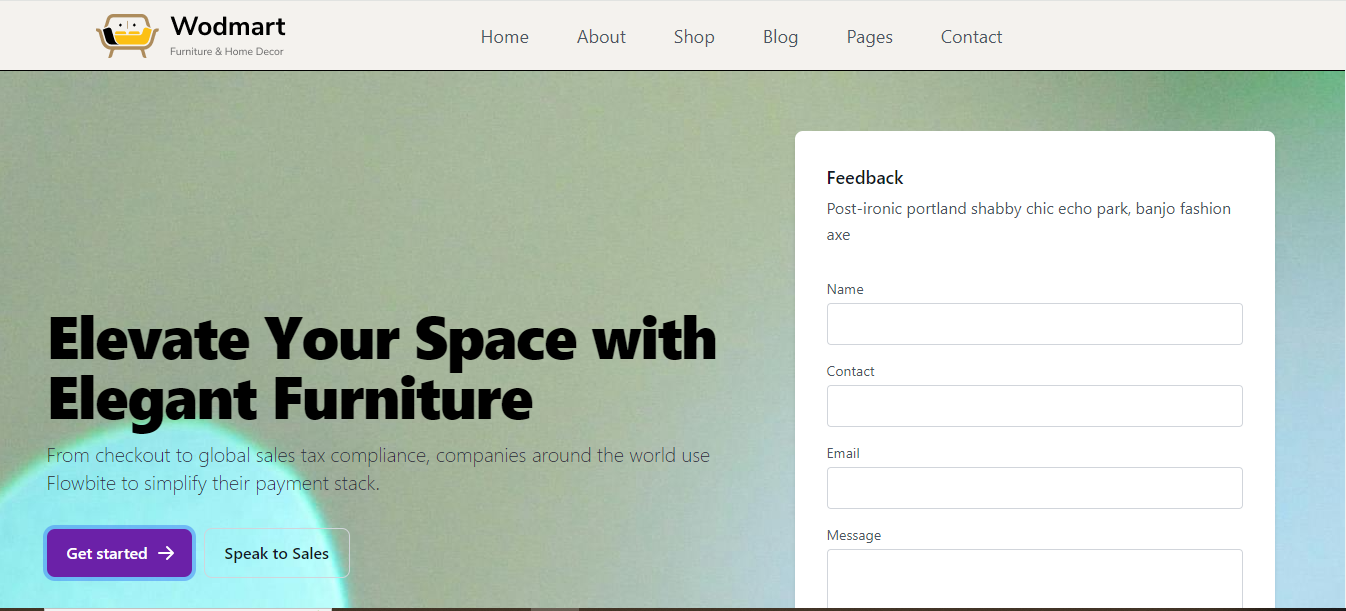 Wodmart
Furniture & Home Decor
Home
About
Shop
Blog
Pages
Contact
Elevate Your Space with
Elegant Furniture
From checkout to global sales tax compliance, companies around the world use
Flowbite to simplify their payment stack.
Get started
Speak to Sales
Feedback
Post-ironic portland shabby chic echo park, banjo fashion
axe
Name
Contact
Email
Message